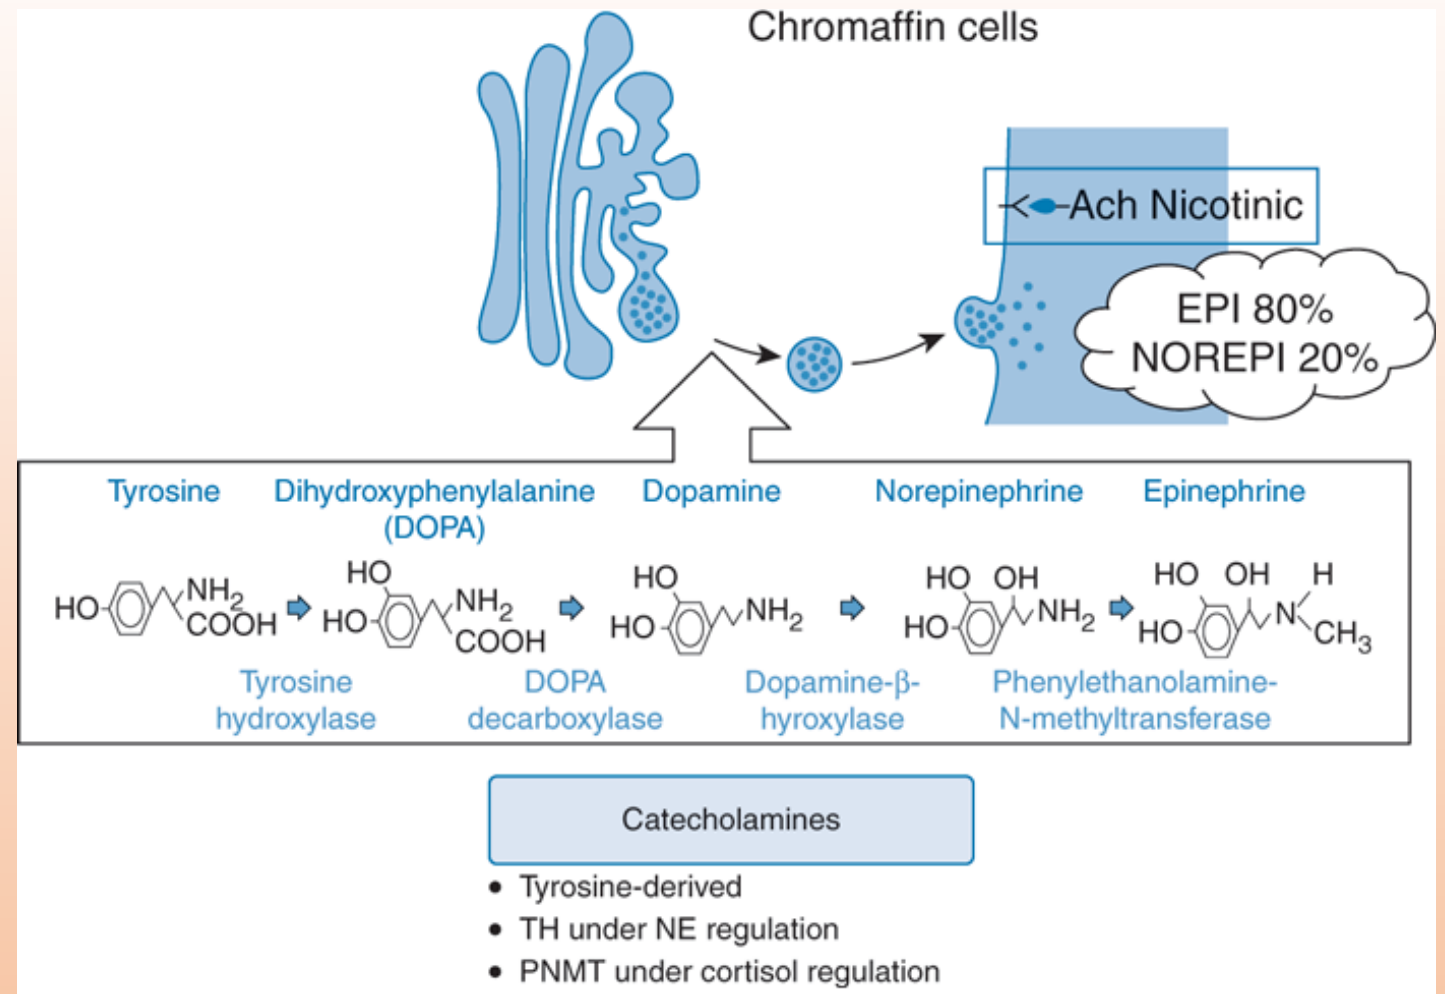 Chromaffin cells
Ach Nicotinic
EPI 80%
NOREPI 20%
Tyrosine
Dihydroxyphenylalanine
(DOPA)
Dopamine
Norepinephrine
Epinephrine
HO
NH₂
COOH
HO
HO
NH₂
COOH
HO
HO
NH₂
HO OH
HO
NH₂
HO OH H
HO
N
CH₃
Tyrosine
hydroxylase
DOPA
decarboxylase
Dopamine-β-
hyroxylase
Phenylethanolamine-
N-methyltransferase
Catecholamines
• Tyrosine-derived
• TH under NE regulation
• PNMT under cortisol regulation